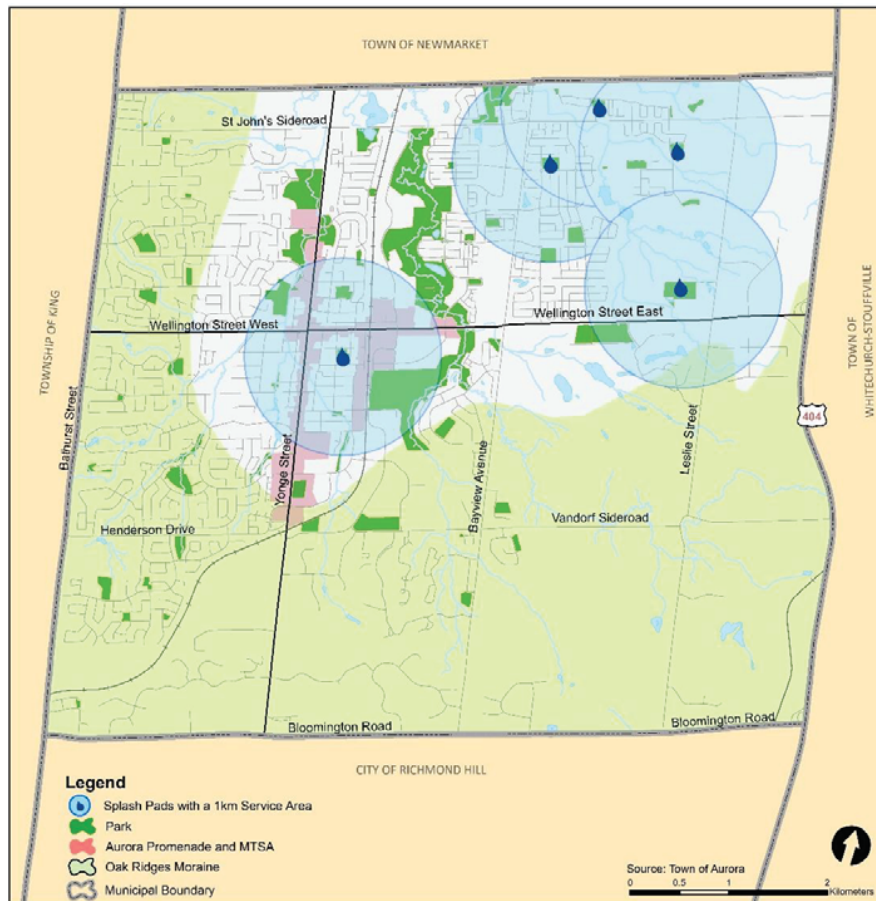 TOWN OF NEWMARKET
St John's Sideroad
TOWNSHIP OF KING
Wellington Street West
Wellington Street East
TOWN OF
WHITECHURCH-STOUFFVILLE
404
Bathurst Street
Yonge Street
Bayview Avenue
Leslie Street
Henderson Drive
Vandorf Sideroad
Bloomington Road
Bloomington Road
CITY OF RICHMOND HILL
Legend
Splash Pads with a 1km Service Area
Park
Aurora Promenade and MTSA
Oak Ridges Moraine
Municipal Boundary
Source: Town of Aurora
0 0.5 1 2
Kilometers